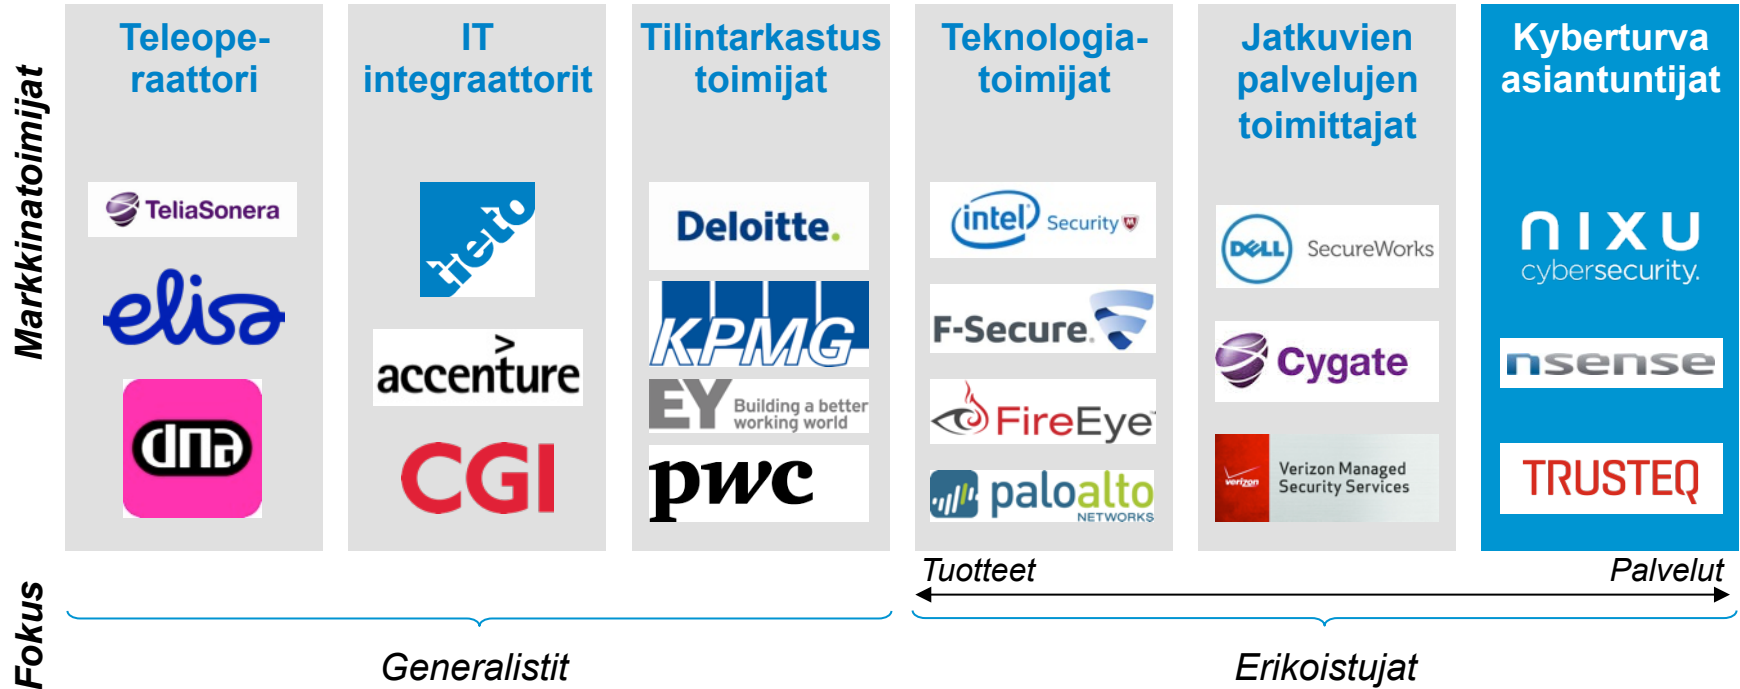 Markkinatoimijat
Teleope-
raattori
TeliaSonera
elisa
dna
IT
integraattorit
tieto
accenture
>
CGI
Tilintarkastus
toimijat
Deloitte.
KPMG
EY Building a better
working world
pwc
Teknologia-
toimijat
intel Security
F-Secure.
FireEye
paloalto
NETWORKS
Jatkuvien
palvelujen
toimittajat
DELL SecureWorks
Cygate
verizon
Verizon Managed
Security Services
Kyberturva
asiantuntijat
nixu
cybersecurity.
nsense
TRUSTEQ
Fokus
Tuotteet
Palvelut
Generalistit
Erikoistujat